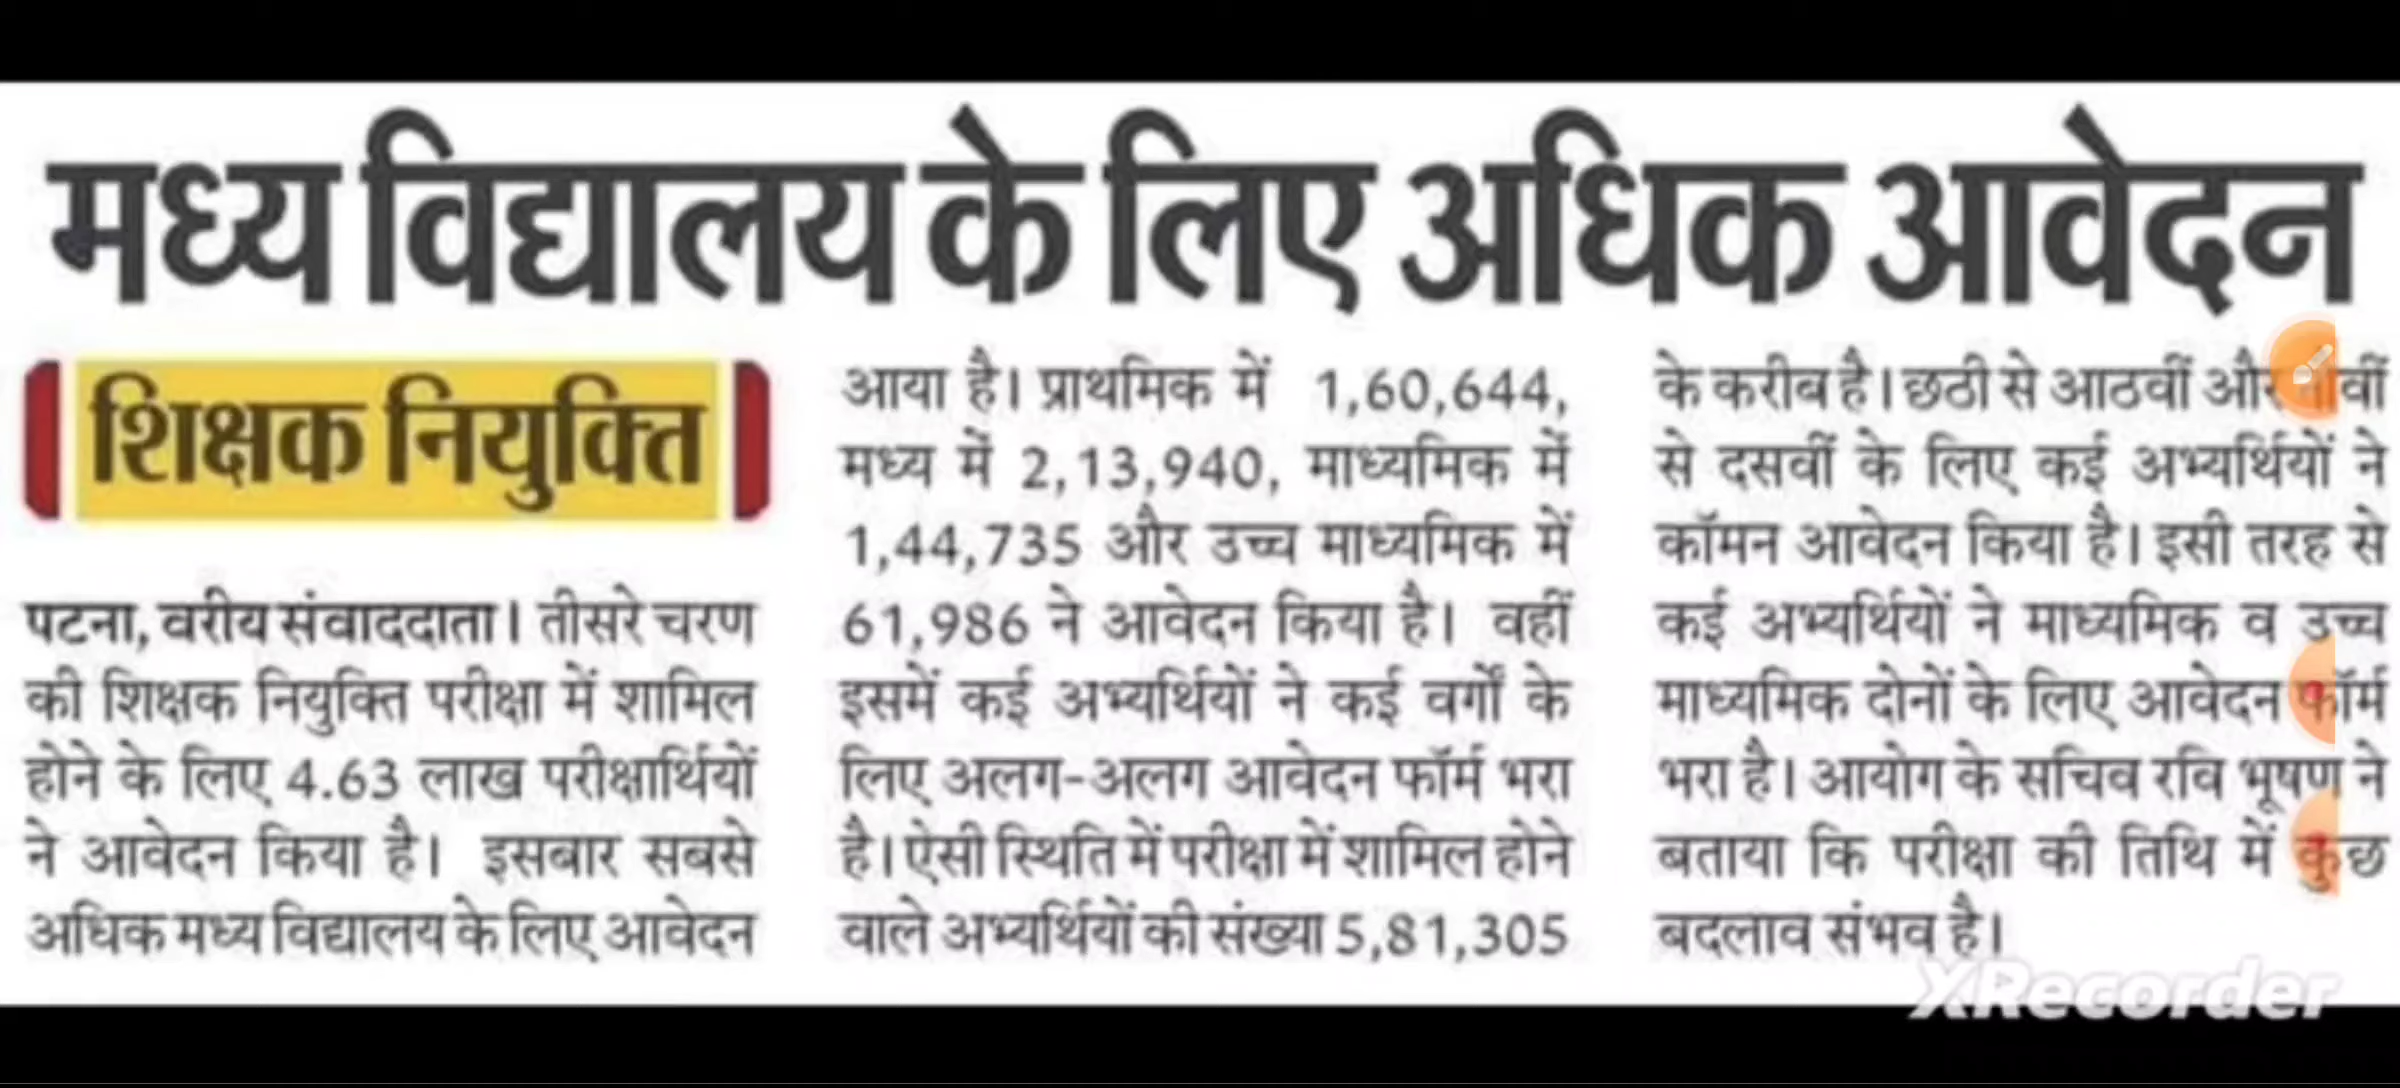 मध्य विद्यालय के लिए अधिक आवेदन
शिक्षक नियुक्ति
पटना, वरीय संवाददाता। तीसरे चरण
की शिक्षक नियुक्ति परीक्षा में शामिल
होने के लिए 4.63 लाख परीक्षार्थियों
ने आवेदन किया है। इसबार सबसे
अधिक मध्य विद्यालय के लिए आवेदन
आया है। प्राथमिक में 1,60,644,
मध्य में 2,13,940, माध्यमिक में
1,44,735 और उच्च माध्यमिक में
61,986 ने आवेदन किया है। वहीं
इसमें कई अभ्यर्थियों ने कई वर्गों के
लिए अलग-अलग आवेदन फॉर्म भरा
है। ऐसी स्थिति में परीक्षा में शामिल होने
वाले अभ्यर्थियों की संख्या 5,81,305
के करीब है। छठी से आठवीं और
से दसवीं के लिए कई अभ्यर्थियों ने
कॉमन आवेदन किया है। इसी तरह से
कई अभ्यर्थियों ने माध्यमिक व उच्च
माध्यमिक दोनों के लिए आवेदन फॉर्म
भरा है। आयोग के सचिव रवि भूषण ने
बताया कि परीक्षा की तिथि में कुछ
बदलाव संभव है।
XRecorder